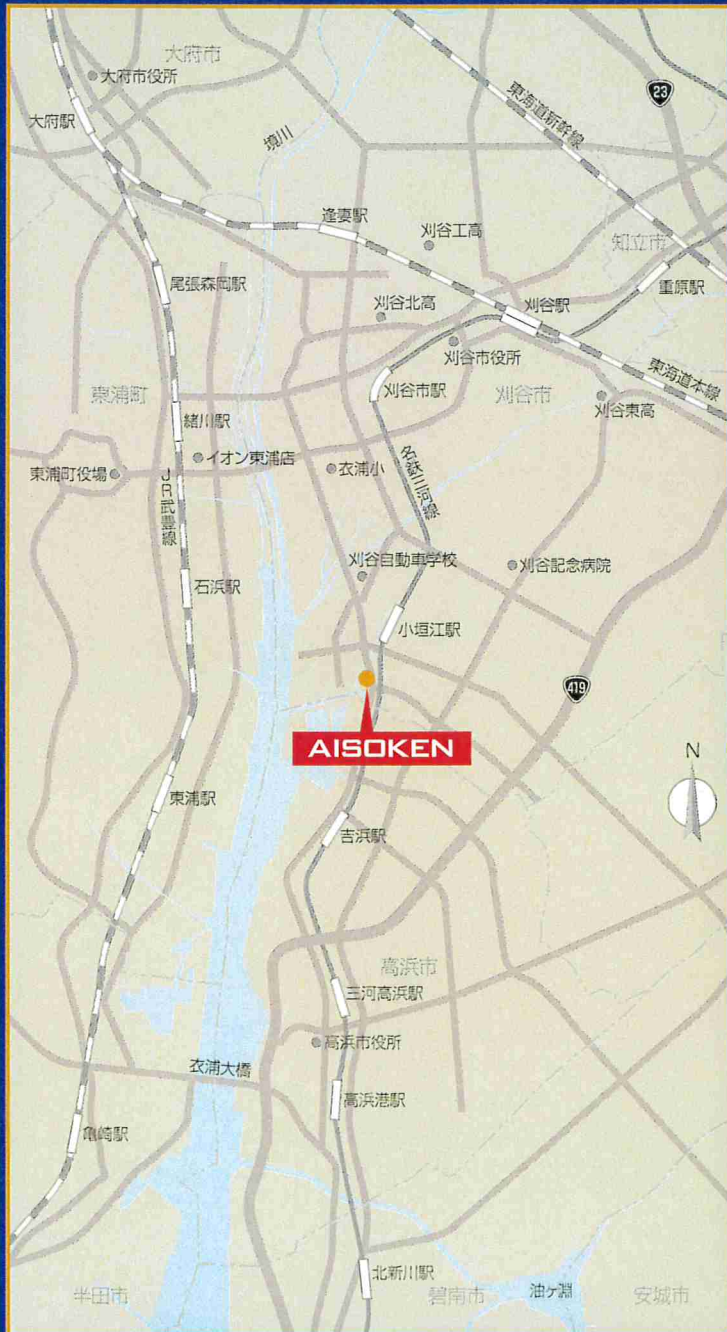 大府市
大府市役所
大府駅
境川
東海道新幹線
23
逢妻駅
刈谷工高
知立市
尾張森岡駅
刈谷北高
刈谷駅
重原駅
刈谷市役所
東海道本線
東浦町
刈谷市駅
刈谷市
刈谷東高
緒川駅
イオン東浦店
衣浦小
名鉄三河線
東浦町役場
JR武豊線
刈谷自動車学校
刈谷記念病院
石浜駅
小垣江駅
419
AISOKEN
N
東浦駅
吉浜駅
高浜市
三河高浜駅
高浜市役所
衣浦大橋
高浜港駅
亀崎駅
北新川駅
半田市
碧南市
油ヶ淵
安城市